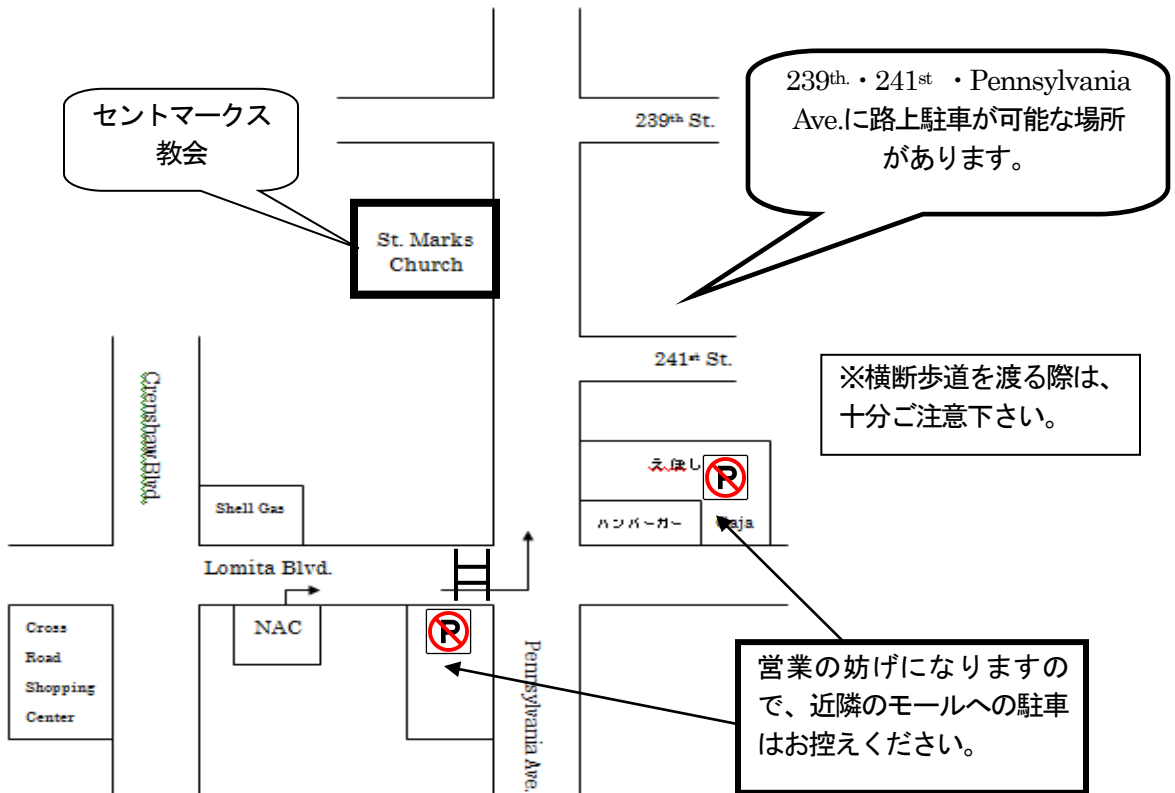 セントマークス
教会
239th.・241st ・Pennsylvania
Ave.に路上駐車が可能な場所
があります。
239th St.
St. Marks
Church
241st St.
※横断歩道を渡る際は、
十分ご注意下さい。
Crenshaw Blvd.
えぼし
P
Shell Gas
ハンバーガー
Lomita Blvd.
NAC
P
Cross
Road
Shopping
Center
Pennsylvania Ave.
営業の妨げになりますの
で、近隣のモールへの駐車
はお控えください。